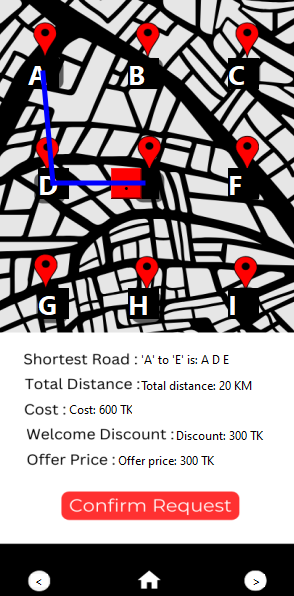 A B C
D F
G H I
Shortest Road : 'A' to 'E' is: A D E
Total Distance : Total distance: 20 KM
Cost : Cost: 600 TK
Welcome Discount : Discount: 300 TK
Offer Price : Offer price: 300 TK
Confirm Request
< >